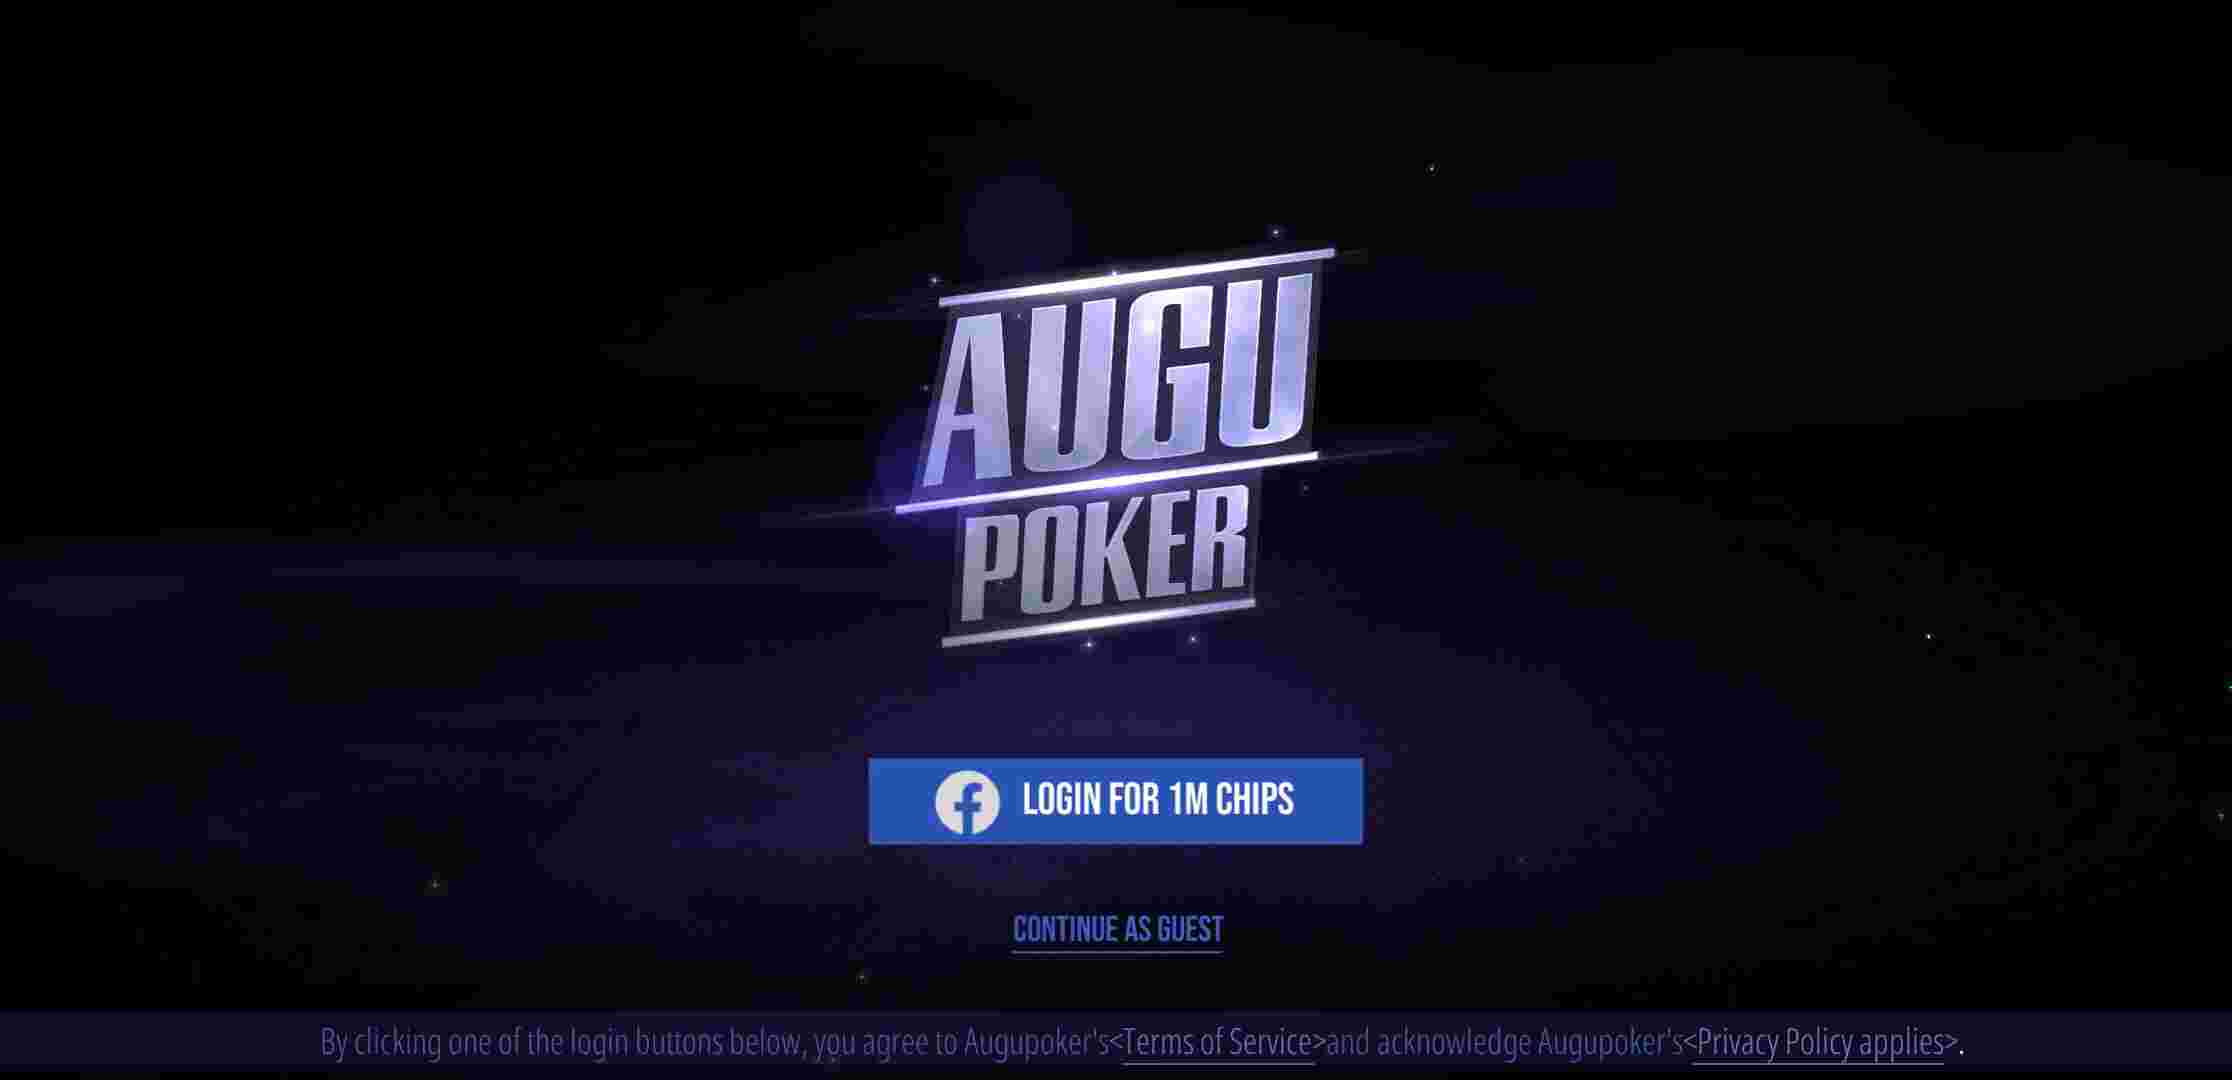 AUGU
POKER
LOGIN FOR 1M CHIPS
CONTINUE AS GUEST
By clicking one of the login buttons below, you agree to Augupoker's<Terms of Service>and acknowledge Augupoker's<Privacy Policy applies>.